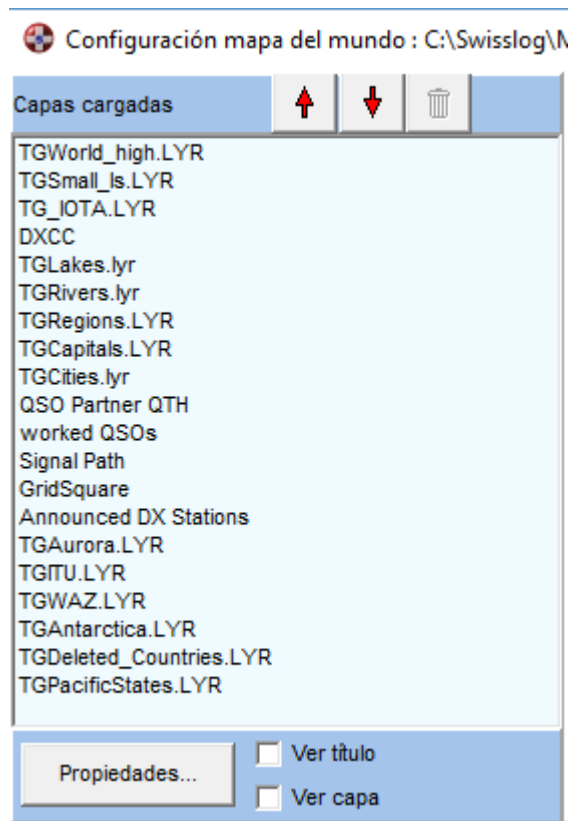 Configuración mapa del mundo : C:\Swisslog\
Capas cargadas
TGWorld_high.LYR
TGSmall_Is.LYR
TG_IOTA.LYR
DXCC
TGLakes.lyr
TGRivers.lyr
TGRegions.LYR
TGCapitals.LYR
TGCities.lyr
QSO Partner QTH
worked QSOs
Signal Path
GridSquare
Announced DX Stations
TGAurora.LYR
TGITU.LYR
TGWAZ.LYR
TGAntarctica.LYR
TGDeleted_Countries.LYR
TGPacificStates.LYR
Ver título
Propiedades...
Ver capa